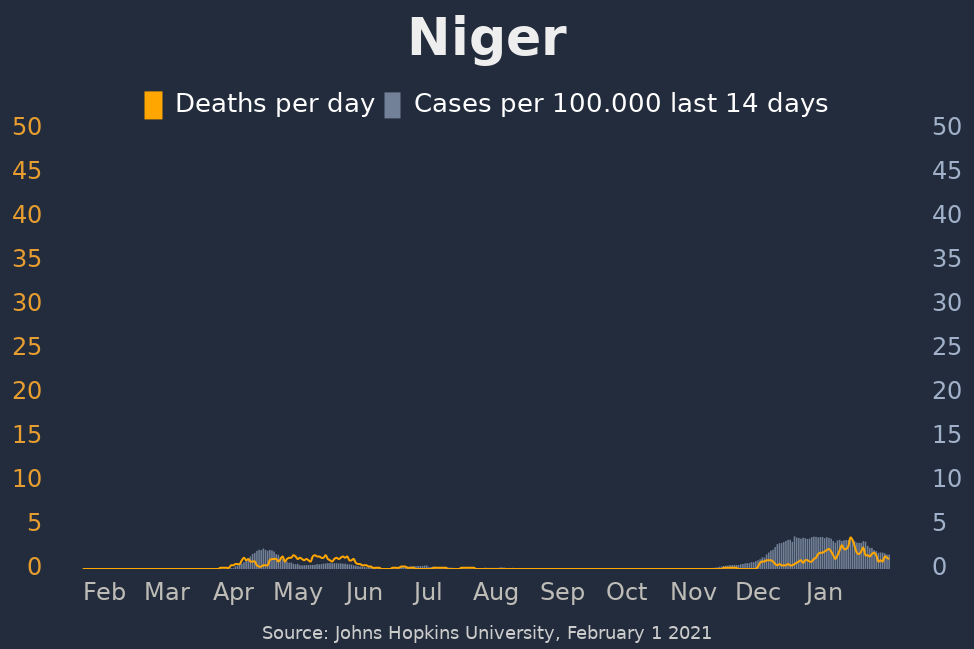 Niger
Deaths per day Cases per 100.000 last 14 days
50 50
45 45
40 40
35 35
30 30
25 25
20 20
15 15
10 10
5 5
0 0
Feb Mar Apr May Jun Jul Aug Sep Oct Nov Dec Jan
Source: Johns Hopkins University, February 1 2021